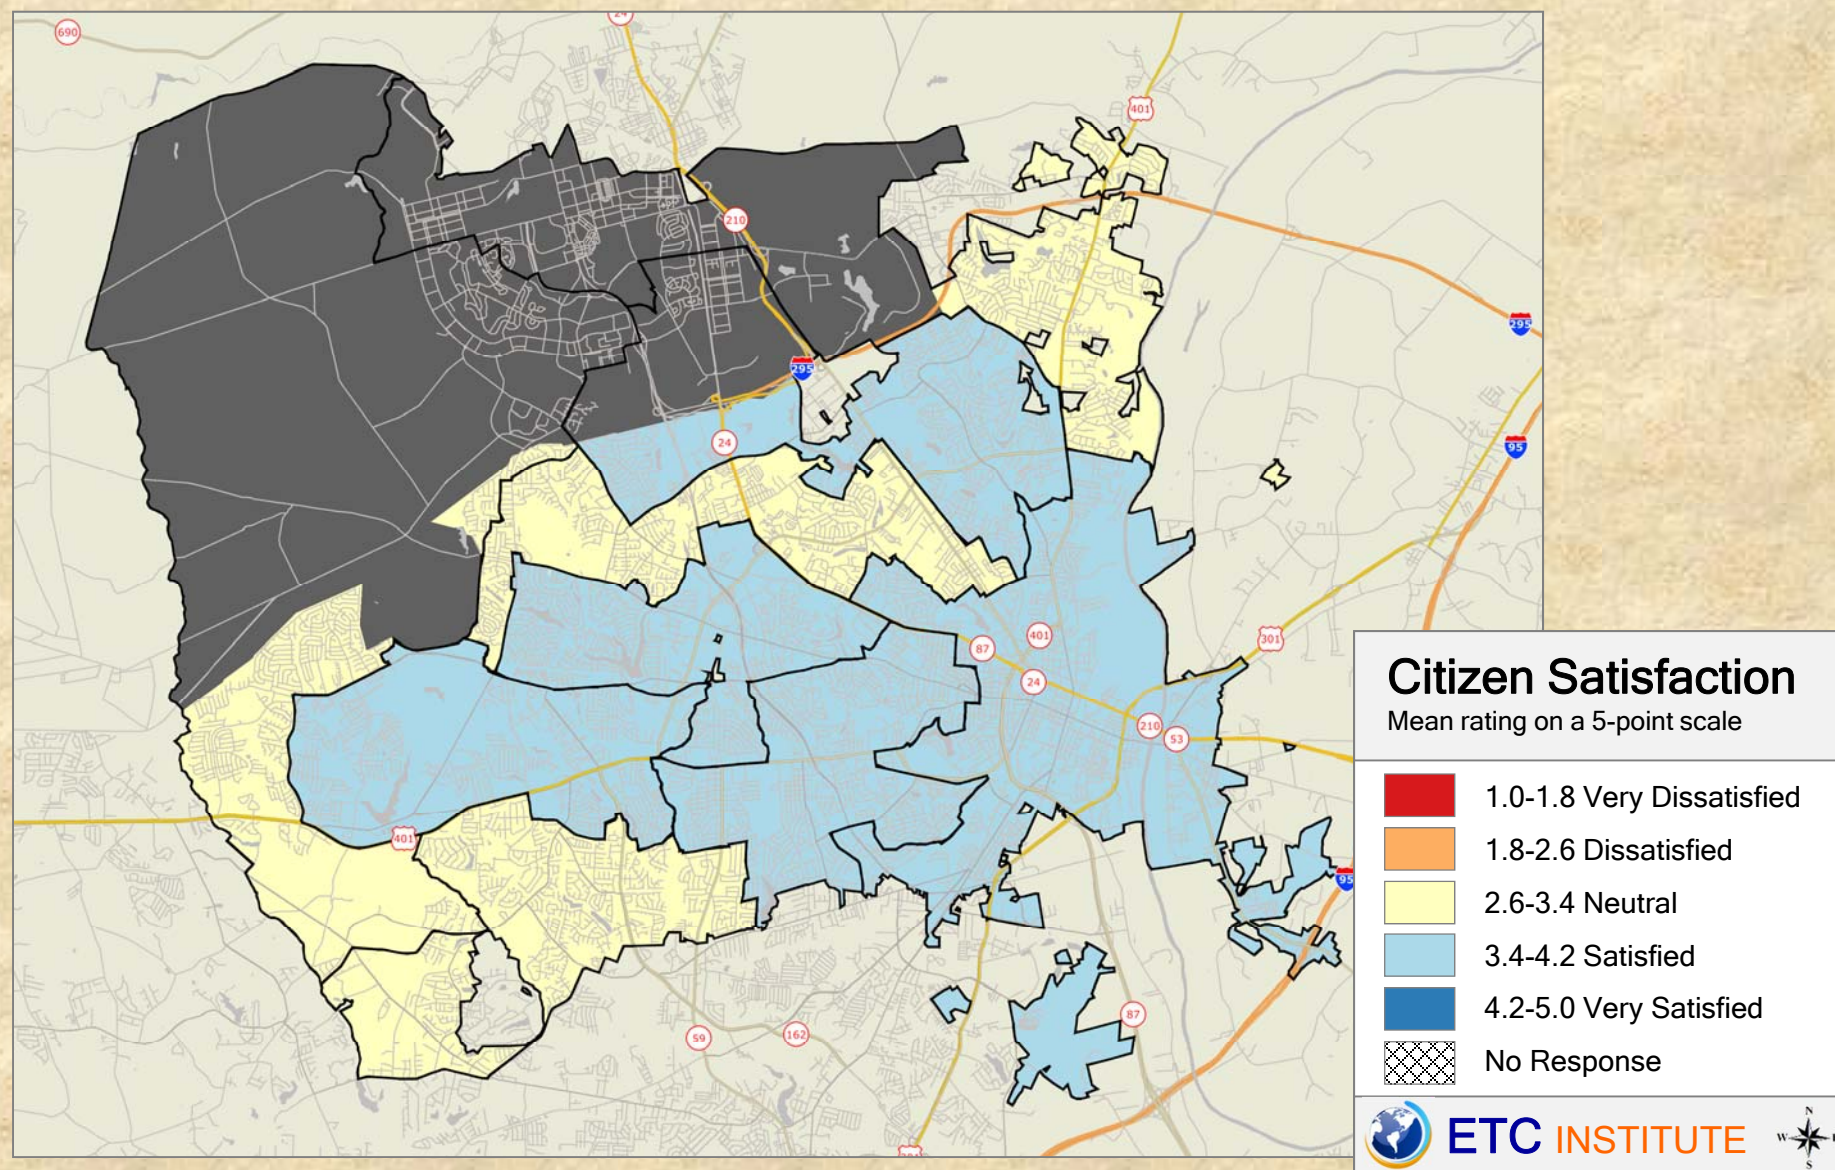 690
24
401
210
295
295
95
24
301
401
87
24
210
53
401
95
87
59
162
Citizen Satisfaction
Mean rating on a 5-point scale
1.0-1.8 Very Dissatisfied
1.8-2.6 Dissatisfied
2.6-3.4 Neutral
3.4-4.2 Satisfied
4.2-5.0 Very Satisfied
No Response
ETC INSTITUTE
N
W
S